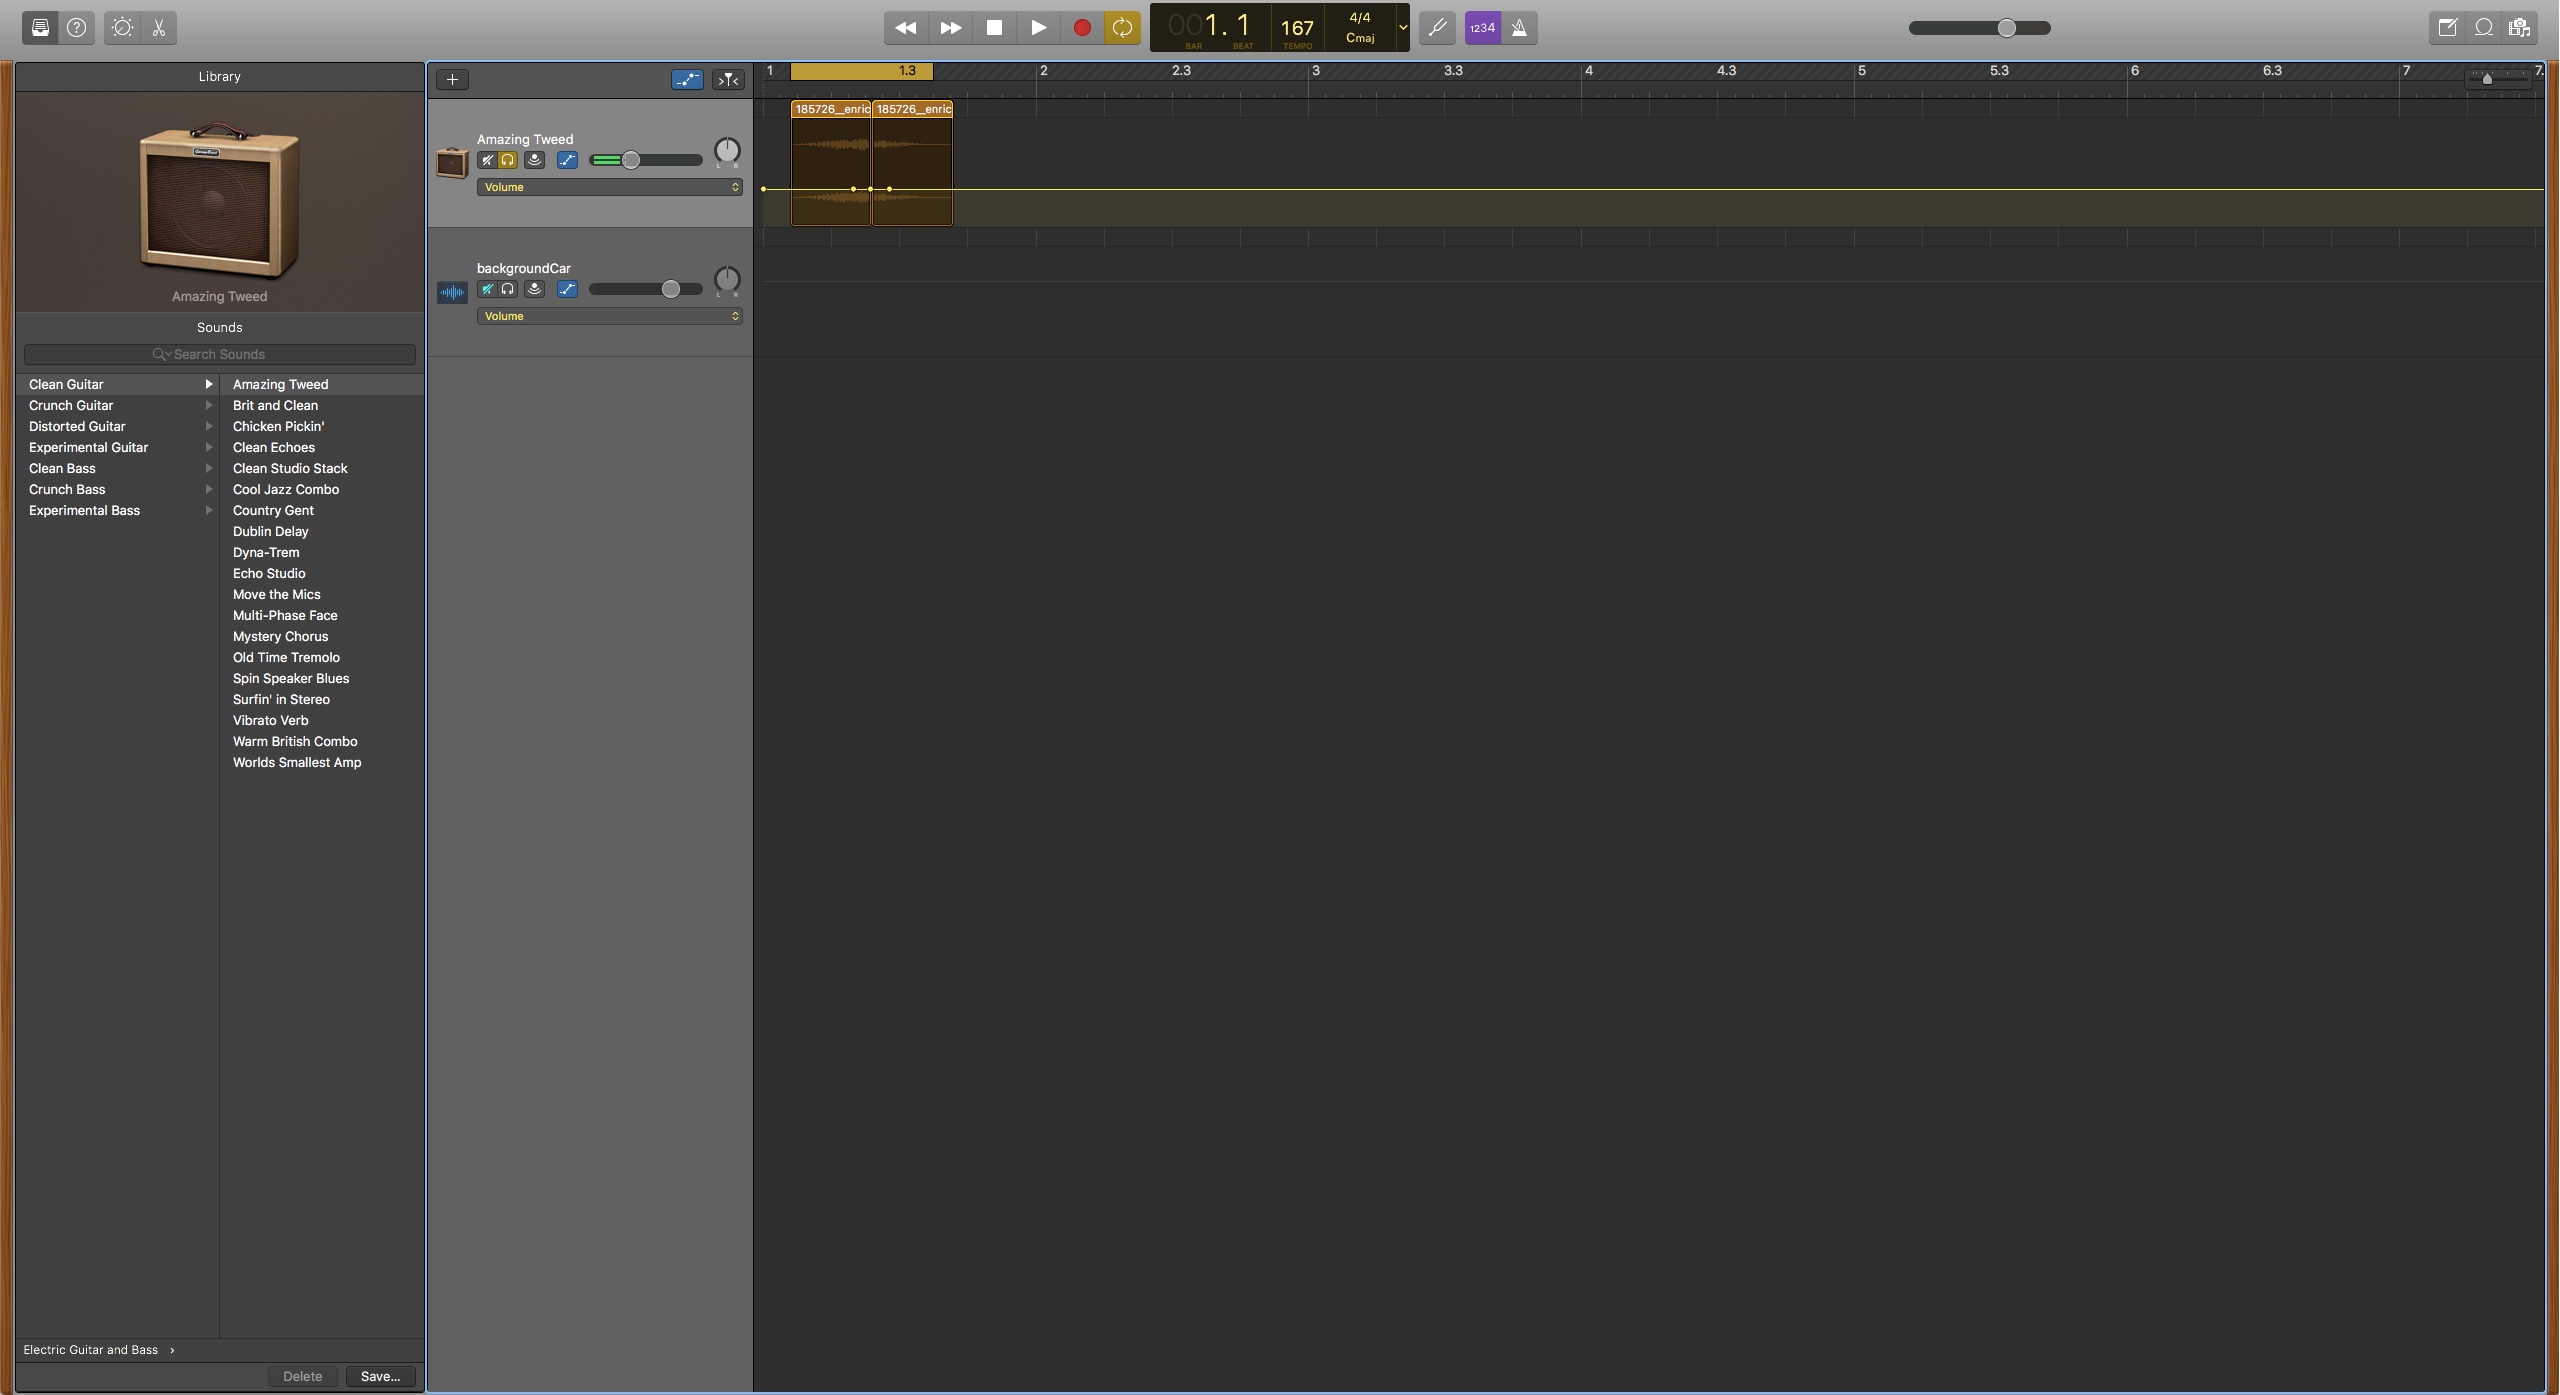 001. 1
BAR
BEAT
167
TEMPO
4/4
Cmaj
1234
Library
Amazing Tweed
Sounds
Search Sounds
Clean Guitar
Crunch Guitar
Distorted Guitar
Experimental Guitar
Clean Bass
Crunch Bass
Experimental Bass
Amazing Tweed
Brit and Clean
Chicken Pickin'
Clean Echoes
Clean Studio Stack
Cool Jazz Combo
Country Gent
Dublin Delay
Dyna-Trem
Echo Studio
Move the Mics
Multi-Phase Face
Mystery Chorus
Old Time Tremolo
Spin Speaker Blues
Surfin' in Stereo
Vibrato Verb
Warm British Combo
Worlds Smallest Amp
Electric Guitar and Bass
Delete
Save...
Amazing Tweed
L R
Volume
backgroundCar
L R
Volume
1 1.3 2 2.3 3 3.3 4 4.3 5 5.3 6 6.3 7 7.
185726__enric 185726__enric